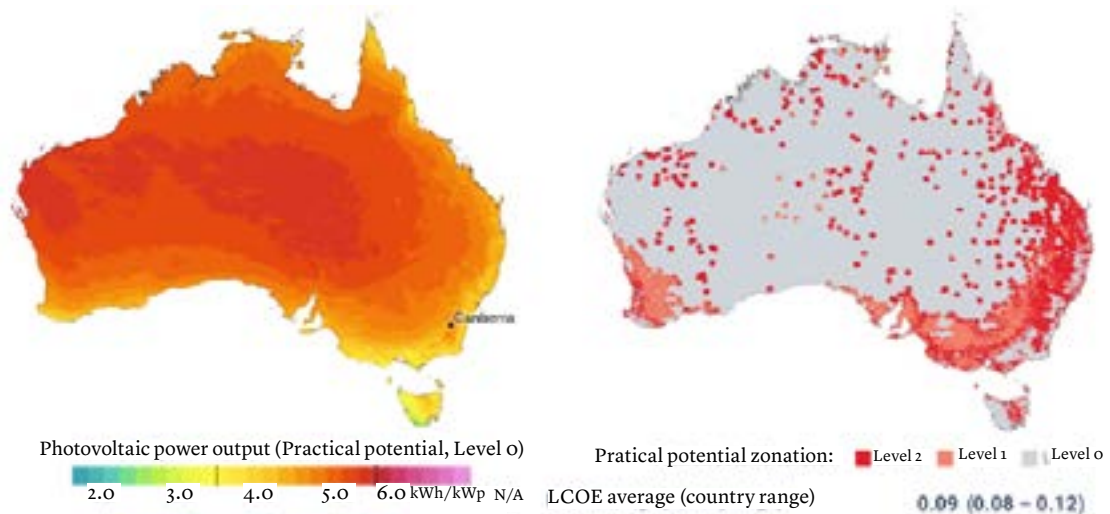 Canberra
Photovoltaic power output (Practical potential, Level 0)
2.0 3.0 4.0 5.0 6.0 kWh/kWp N/A
Pratical potential zonation: Level 2 Level 1 Level 0
LCOE average (country range) 0.09 (0.08 – 0.12)